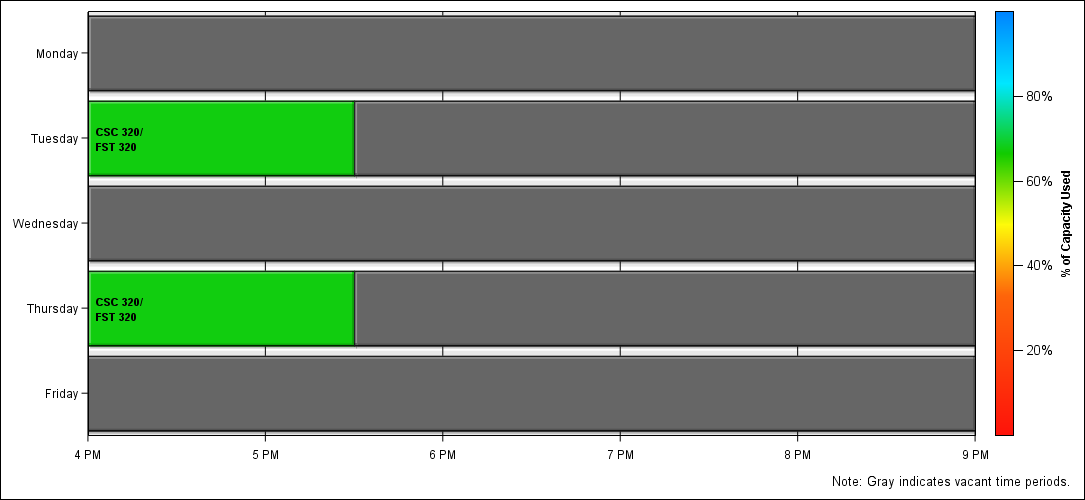 Monday
Tuesday
CSC 320/
FST 320
Wednesday
Thursday
CSC 320/
FST 320
Friday
4 PM
5 PM
6 PM
7 PM
8 PM
9 PM
80%
60%
40%
20%
% of Capacity Used
Note: Gray indicates vacant time periods.